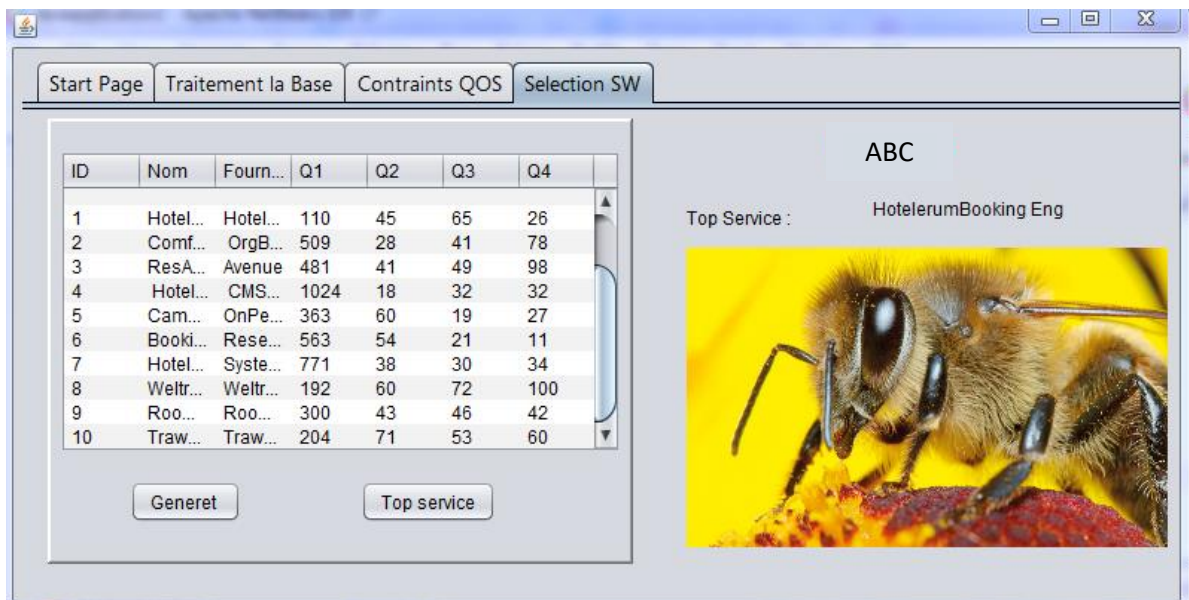 Start Page Traitement la Base Contraints QOS Selection SW
ABC
ID Nom Fourn... Q1 Q2 Q3 Q4
1 Hotel... Hotel... 110 45 65 26
2 Comf... OrgB... 509 28 41 78
3 ResA... Avenue 481 41 49 98
4 Hotel... CMS... 1024 18 32 32
5 Cam... OnPe... 363 60 19 27
6 Booki... Rese... 563 54 21 11
7 Hotel... Syste... 771 38 30 34
8 Weltr... Weltr... 192 60 72 100
9 Roo... Roo... 300 43 46 42
10 Traw... Traw... 204 71 53 60
Generet Top service
Top Service : HotelerumBooking Eng